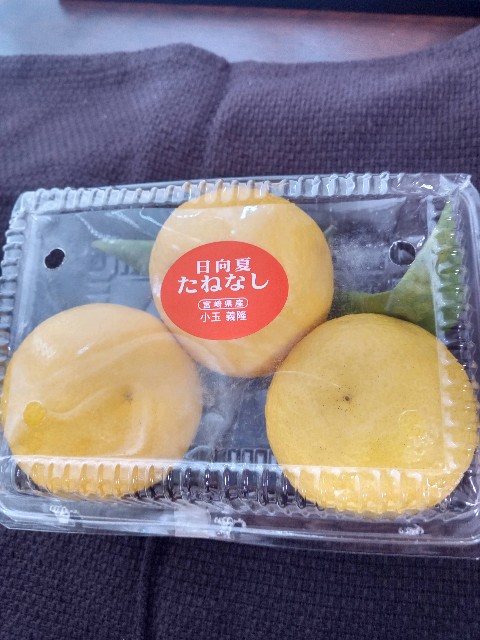 日向夏
たねなし
宮崎県産
小玉 義隆